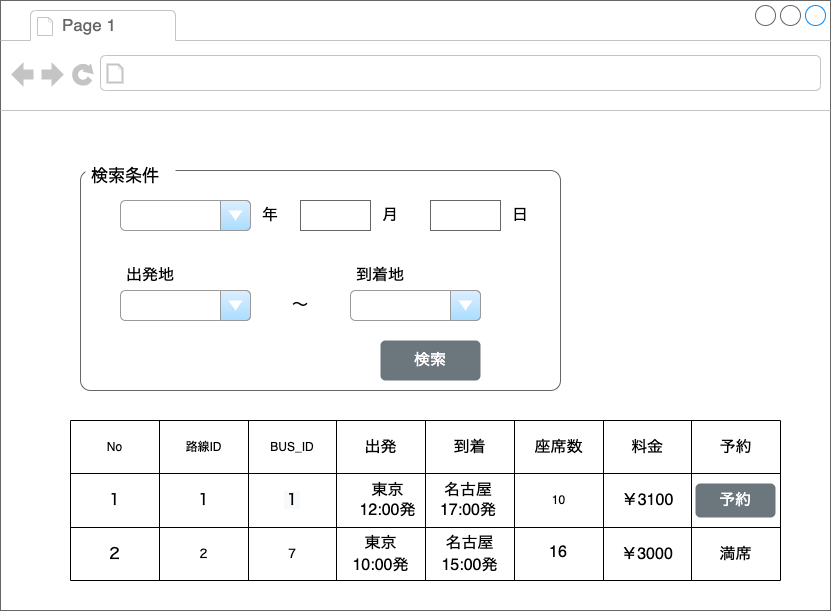 Page 1
検索条件
年 月 日
出発地 到着地
～
検索
No 路線ID BUS_ID 出発 到着 座席数 料金 予約
1 1 1 東京 名古屋 10 ￥3100 予約
12:00発 17:00発
2 2 7 東京 名古屋 16 ￥3000 満席
10:00発 15:00発